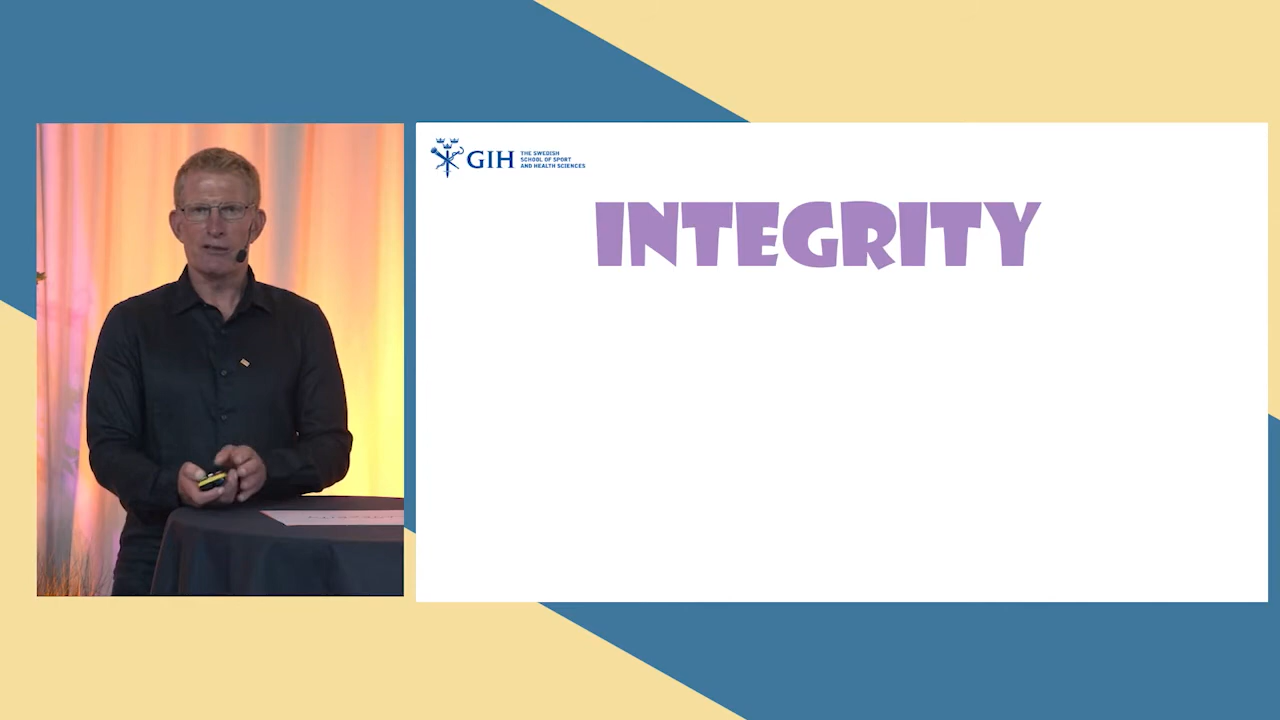 GIH
THE SWEDISH
SCHOOL OF SPORT
AND HEALTH SCIENCES
INTEGRITY